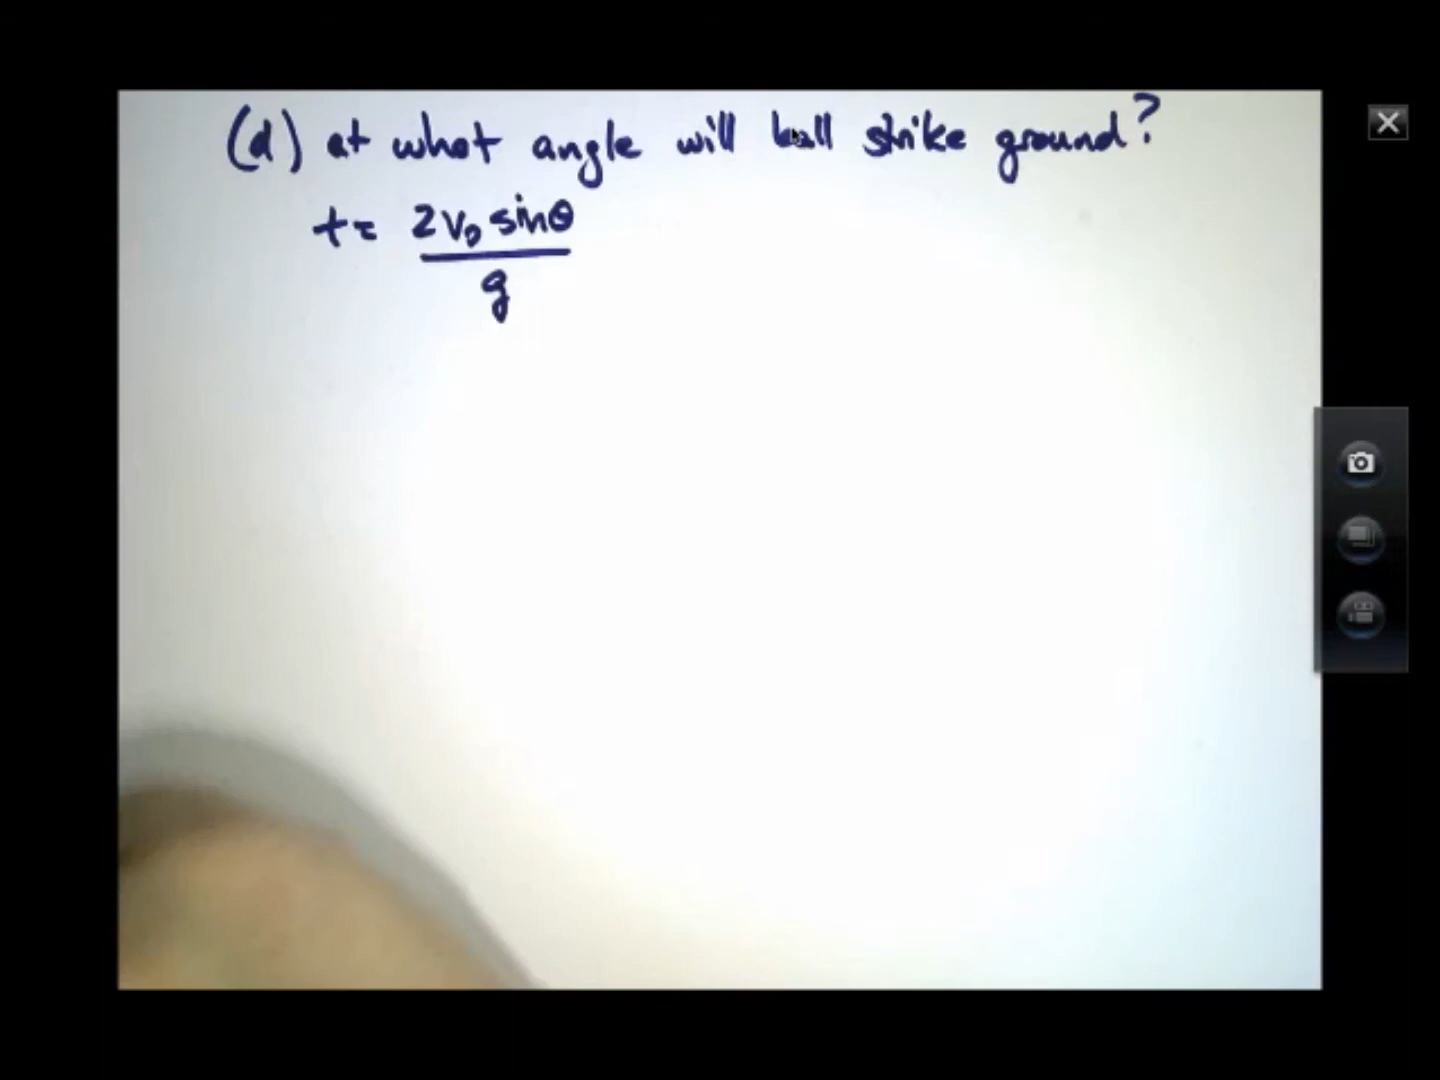 (d) at what angle will ball strike ground?
t = 2v₀ sinθ
g